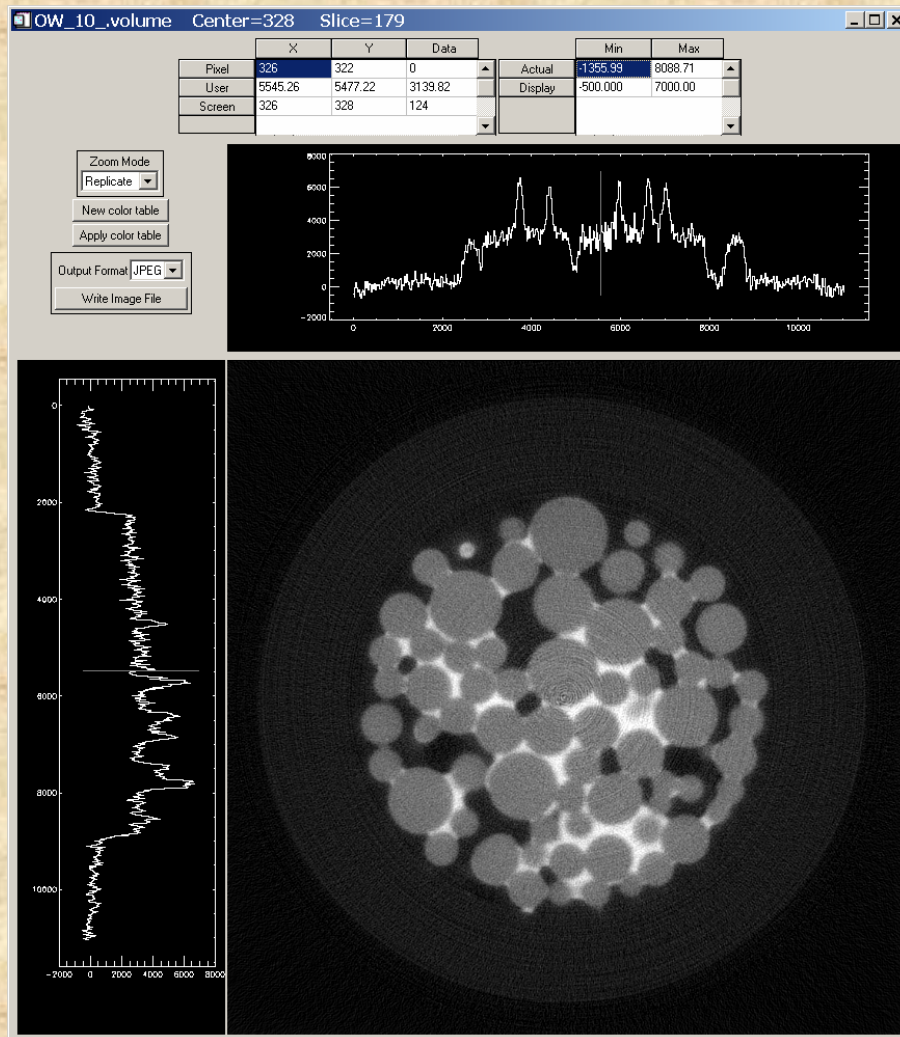 OW_10_.volume Center=328 Slice=179
X Y Data
Pixel 326 322 0
User 5545.26 5477.22 3139.82
Screen 326 328 124
Min Max
Actual -1355.99 8088.71
Display -500.000 7000.00
Zoom Mode
Replicate
New color table
Apply color table
Output Format JPEG
Write Image File
8000
6000
4000
2000
0
-2000
0 2000 4000 6000 8000 10000
0
2000
4000
6000
8000
10000
-2000 0 2000 4000 6000 8000